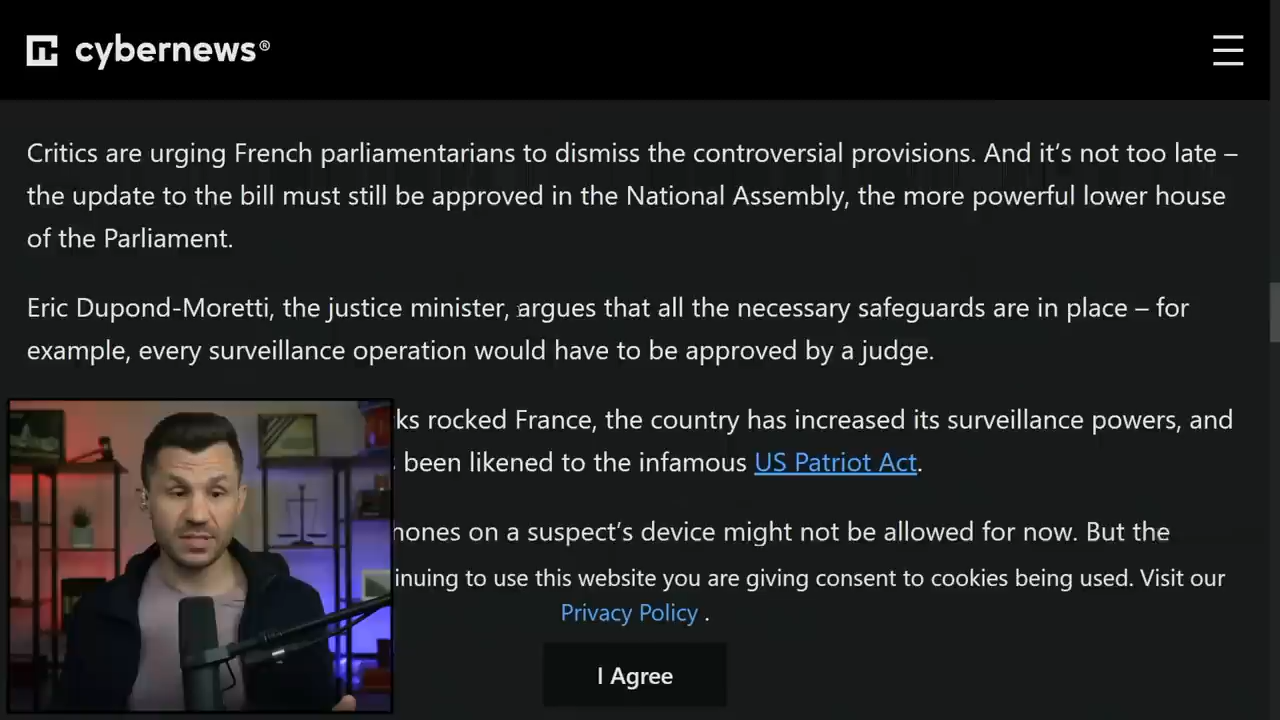 cybernews®
Critics are urging French parliamentarians to dismiss the controversial provisions. And it’s not too late –
the update to the bill must still be approved in the National Assembly, the more powerful lower house
of the Parliament.
Eric Dupond-Moretti, the justice minister, argues that all the necessary safeguards are in place – for
example, every surveillance operation would have to be approved by a judge.
rocked France, the country has increased its surveillance powers, and
been likened to the infamous US Patriot Act.
on a suspect’s device might not be allowed for now. But the
to use this website you are giving consent to cookies being used. Visit our
Privacy Policy .
I Agree